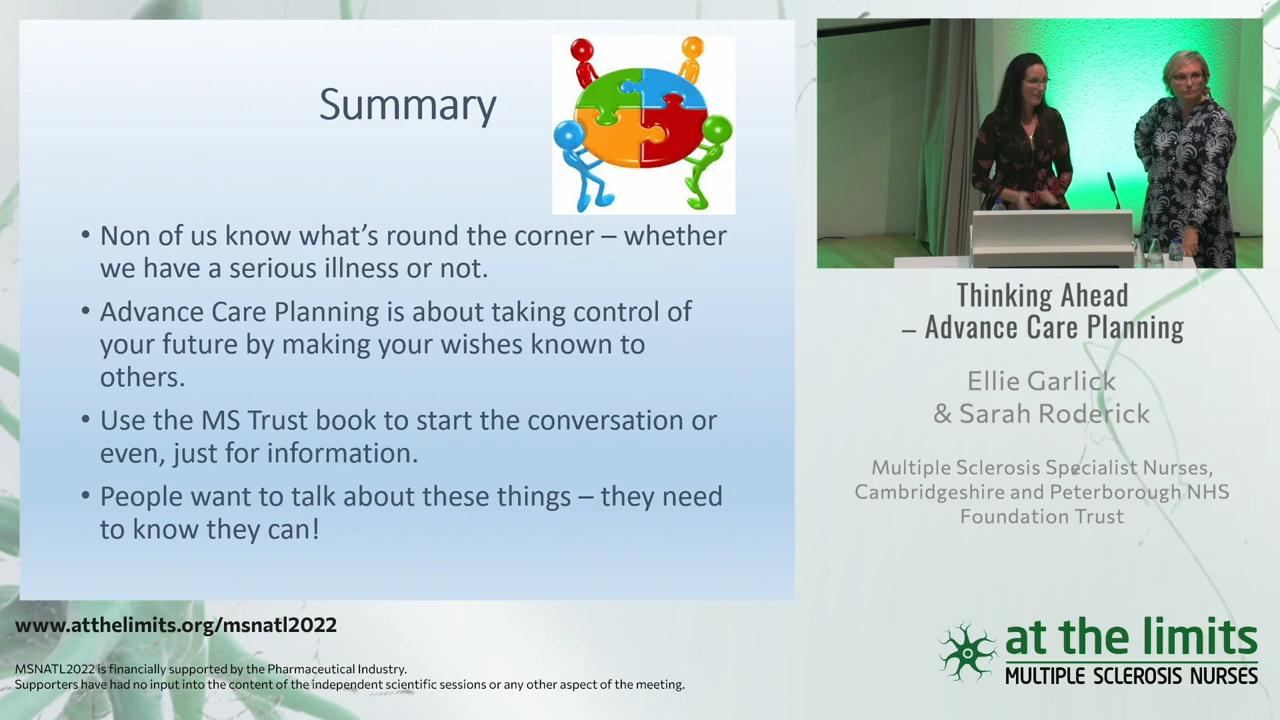 Summary
• Non of us know what's round the corner – whether
we have a serious illness or not.
• Advance Care Planning is about taking control of
your future by making your wishes known to
others.
• Use the MS Trust book to start the conversation or
even, just for information.
• People want to talk about these things – they need
to know they can!
Thinking Ahead
– Advance Care Planning
Ellie Garlick
& Sarah Roderick
Multiple Sclerosis Specialist Nurses,
Cambridgeshire and Peterborough NHS
Foundation Trust
www.atthelimits.org/msnatl2022
MSNATL2022 is financially supported by the Pharmaceutical Industry.
Supporters have had no input into the content of the independent scientific sessions or any other aspect of the meeting.
at the limits
MULTIPLE SCLEROSIS NURSES